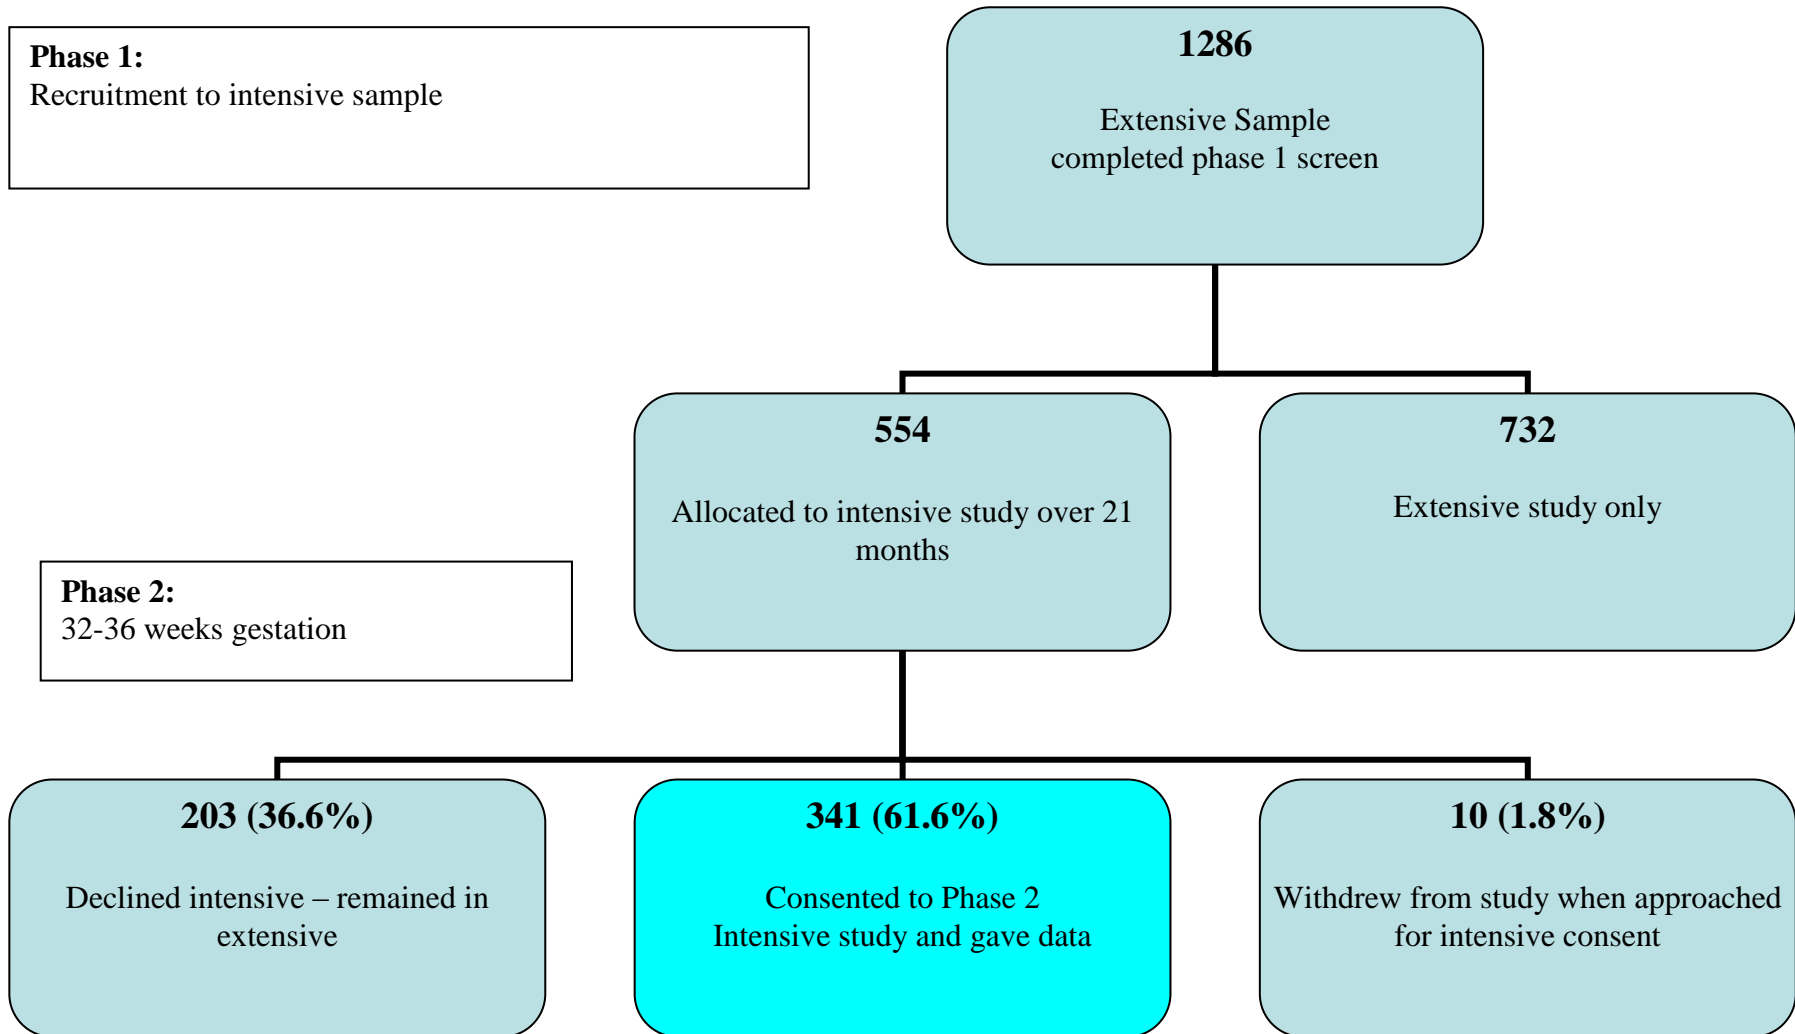 Phase 1:
Recruitment to intensive sample
1286
Extensive Sample
completed phase 1 screen
554
Allocated to intensive study over 21
months
732
Extensive study only
Phase 2:
32-36 weeks gestation
203 (36.6%)
Declined intensive – remained in
extensive
341 (61.6%)
Consented to Phase 2
Intensive study and gave data
10 (1.8%)
Withdrew from study when approached
for intensive consent